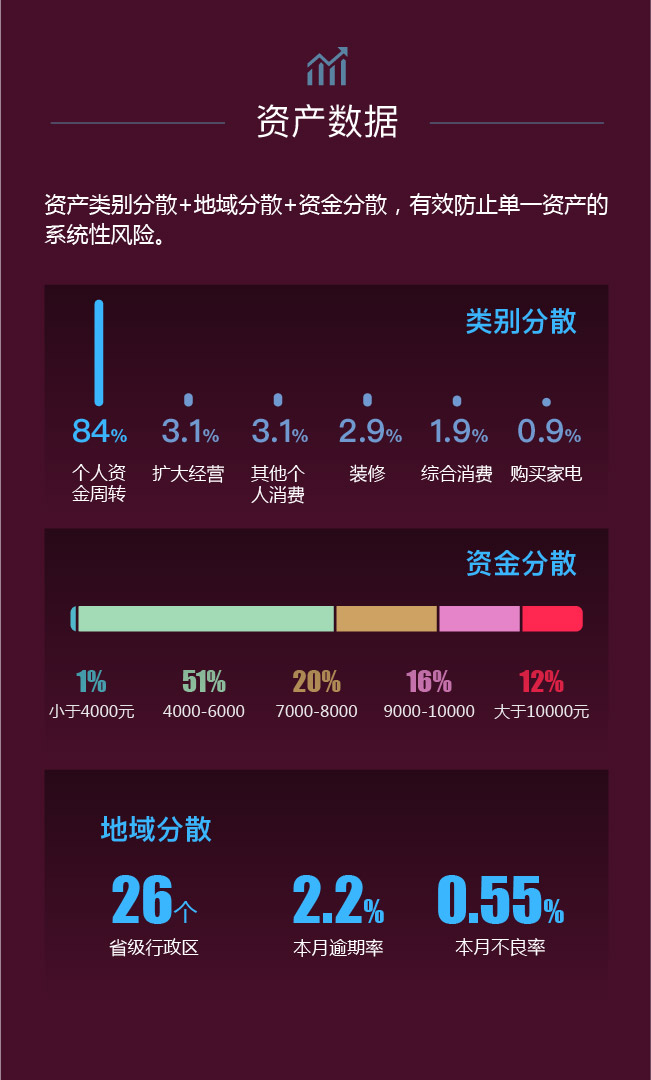 资产数据
资产类别分散+地域分散+资金分散，有效防止单一资产的
系统性风险。
类别分散
84% 3.1% 3.1% 2.9% 1.9% 0.9%
个人资 扩大经营 其他个 装修 综合消费 购买家电
金周转 人消费
资金分散
1% 51% 20% 16% 12%
小于4000元 4000-6000 7000-8000 9000-10000 大于10000元
地域分散
26个 2.2% 0.55%
省级行政区 本月逾期率 本月不良率